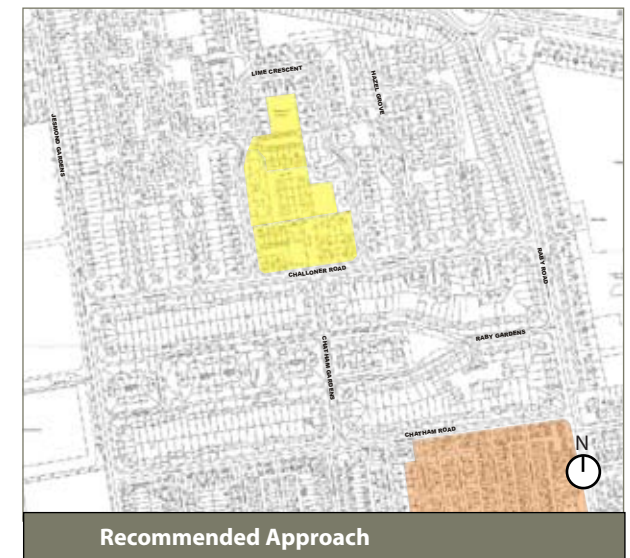 LIME CRESCENT
HAZEL GROVE
JESMOND GARDENS
CHALLONER ROAD
RABY ROAD
RABY GARDENS
CHATHAM GARDENS
CHATHAM ROAD
N
Recommended Approach